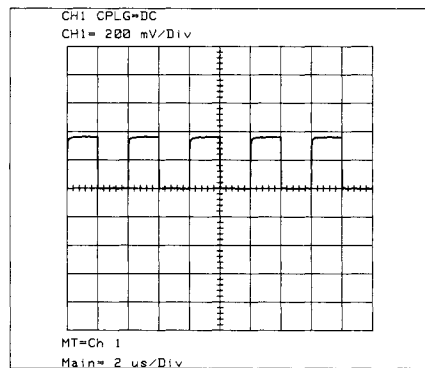 CH1 CPLG=DC
CH1= 200 mV/Div
MT=Ch 1
Main= 2 us/Div